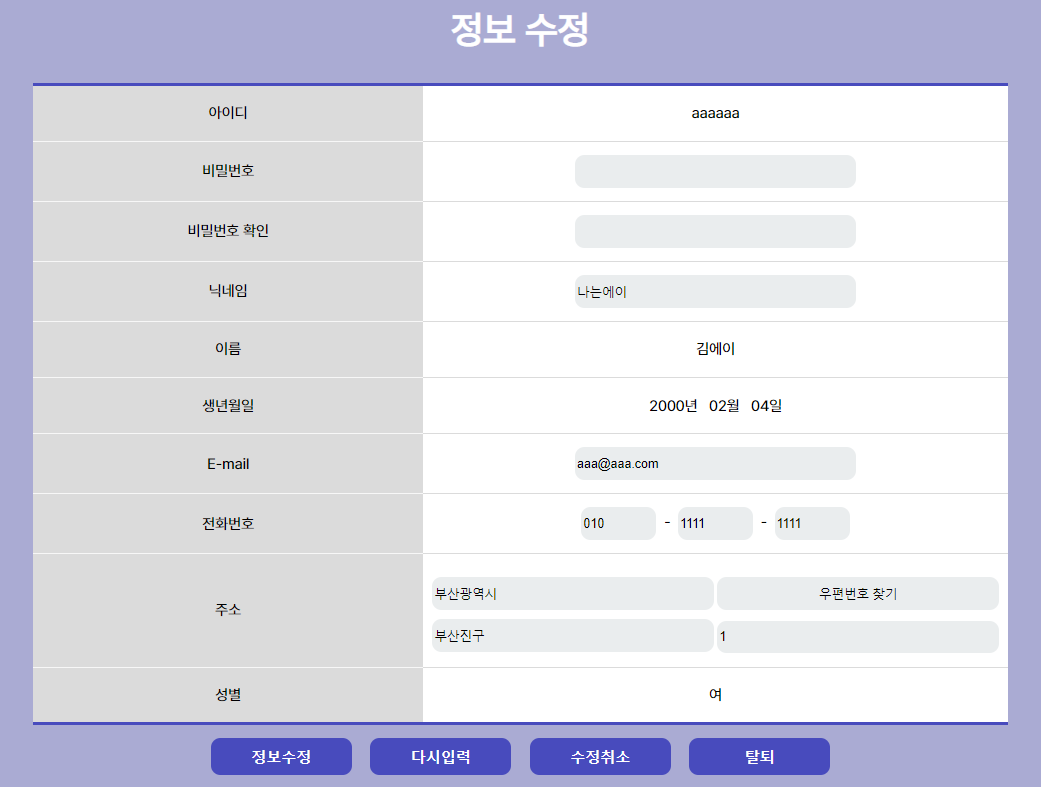 정보 수정
아이디 aaaaaa
비밀번호
비밀번호 확인
닉네임 나는에이
이름 김에이
생년월일 2000년 02월 04일
E-mail aaa@aaa.com
전화번호 010 - 1111 - 1111
주소 부산광역시 우편번호 찾기
부산진구 1
성별 여
정보수정 다시입력 수정취소 탈퇴